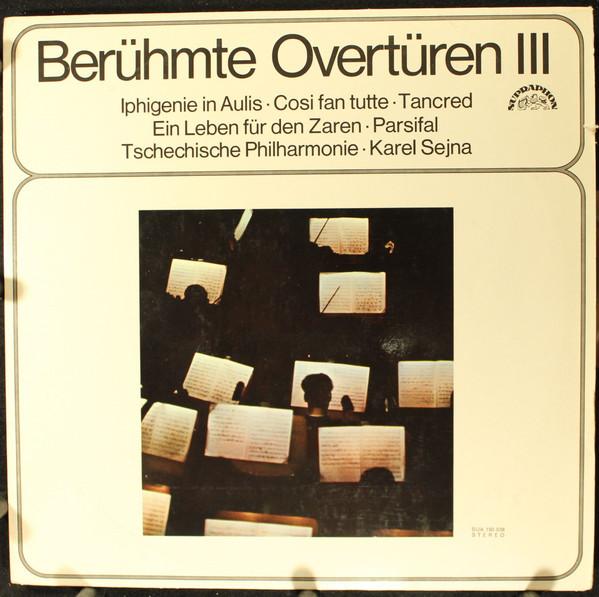 Berühmte Overtüren III
Iphigenie in Aulis · Cosi fan tutte · Tancred
Ein Leben für den Zaren · Parsifal
Tschechische Philharmonie · Karel Sejna
SUPRAPHON
STEREO